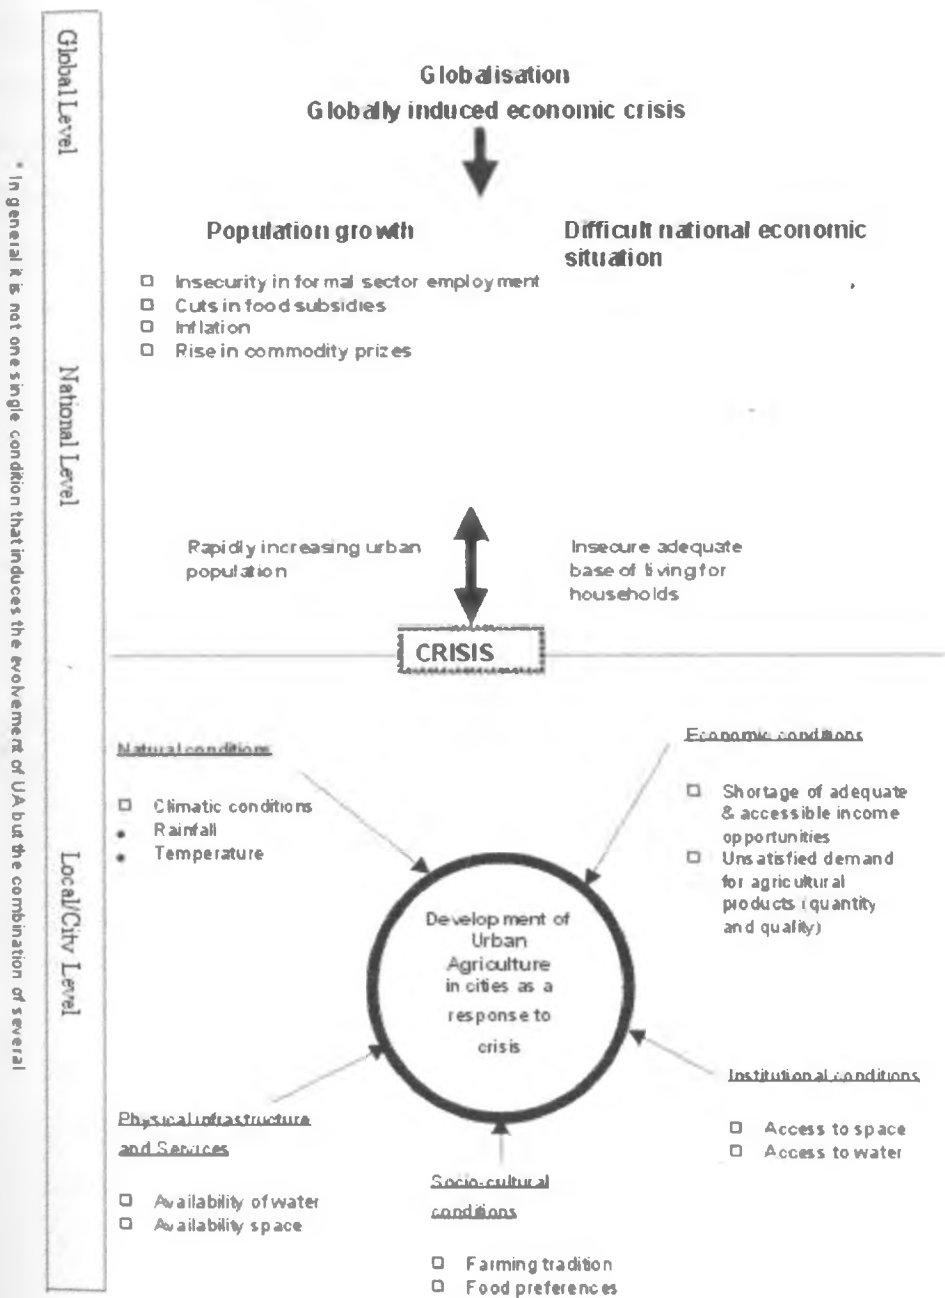 Global Level
Globalisation
Globally induced economic crisis
National Level
Population growth
Difficult national economic
situation
Insecurity in formal sector employment
Cuts in food subsidies
Inflation
Rise in commodity prizes
Rapidly increasing urban
population
Insecure adequate
base of living for
households
CRISIS
Local/City Level
Natural conditions
Climatic conditions
Rainfall
Temperature
Economic conditions
Shortage of adequate
& accessible income
opportunities
Unsatisfied demand
for agricultural
products (quantity
and quality)
Development of
Urban
Agriculture
in cities as a
response to
crisis
Institutional conditions
Access to space
Access to water
Physical infrastructure
and Services
Availability of water
Availability space
Socio-cultural
conditions
Farming tradition
Food preferences
* In general it is not one single condition that induces the evolvement of UA but the combination of several